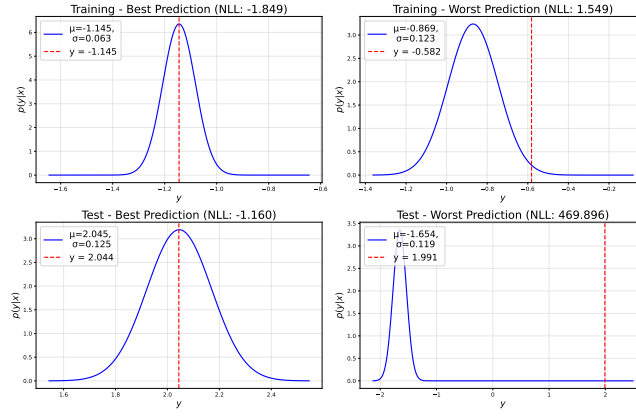 Training - Best Prediction (NLL: -1.849)
μ=-1.145,
σ=0.063
y = -1.145
p(y|x)
6
5
4
3
2
1
0
−1.6
−1.4
−1.2
−1.0
−0.8
−0.6
y
Training - Worst Prediction (NLL: 1.549)
μ=-0.869,
σ=0.123
y = -0.582
p(y|x)
3.0
2.5
2.0
1.5
1.0
0.5
0.0
−1.4
−1.2
−1.0
−0.8
−0.6
−0.4
−0.2
y
Test - Best Prediction (NLL: -1.160)
μ=2.045,
σ=0.125
y = 2.044
p(y|x)
3.0
2.5
2.0
1.5
1.0
0.5
0.0
1.6
1.8
2.0
2.2
2.4
y
Test - Worst Prediction (NLL: 469.896)
μ=-1.654,
σ=0.119
y = 1.991
p(y|x)
3.5
3.0
2.5
2.0
1.5
1.0
0.5
0.0
−2
−1
0
1
2
y